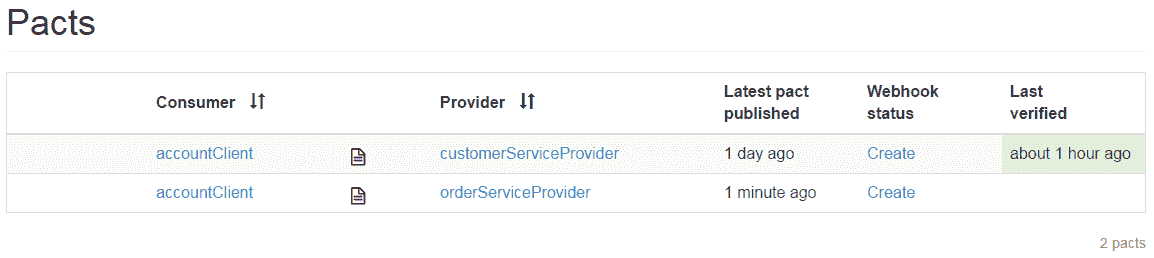 Pacts
Consumer Provider Latest pact published Webhook status Last verified
accountClient customerServiceProvider 1 day ago Create about 1 hour ago
accountClient orderServiceProvider 1 minute ago Create
2 pacts